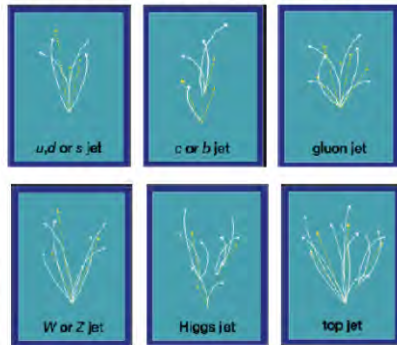 u,d or s jet
c or b jet
gluon jet
W or Z jet
Higgs jet
top jet